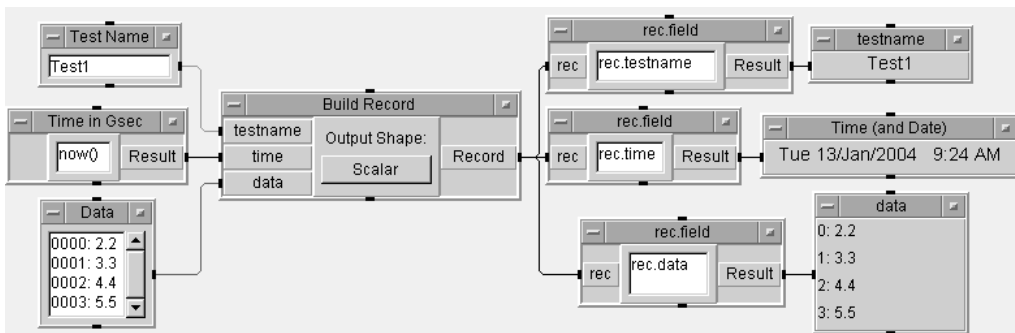 Test Name
Test1
Time in Gsec
now()
Result
Data
0000: 2.2
0001: 3.3
0002: 4.4
0003: 5.5
Build Record
testname
time
data
Output Shape:
Scalar
Record
rec.field
rec
rec.testname
Result
testname
Test1
rec.field
rec
rec.time
Result
Time (and Date)
Tue 13/Jan/2004 9:24 AM
rec.field
rec
rec.data
Result
data
0: 2.2
1: 3.3
2: 4.4
3: 5.5